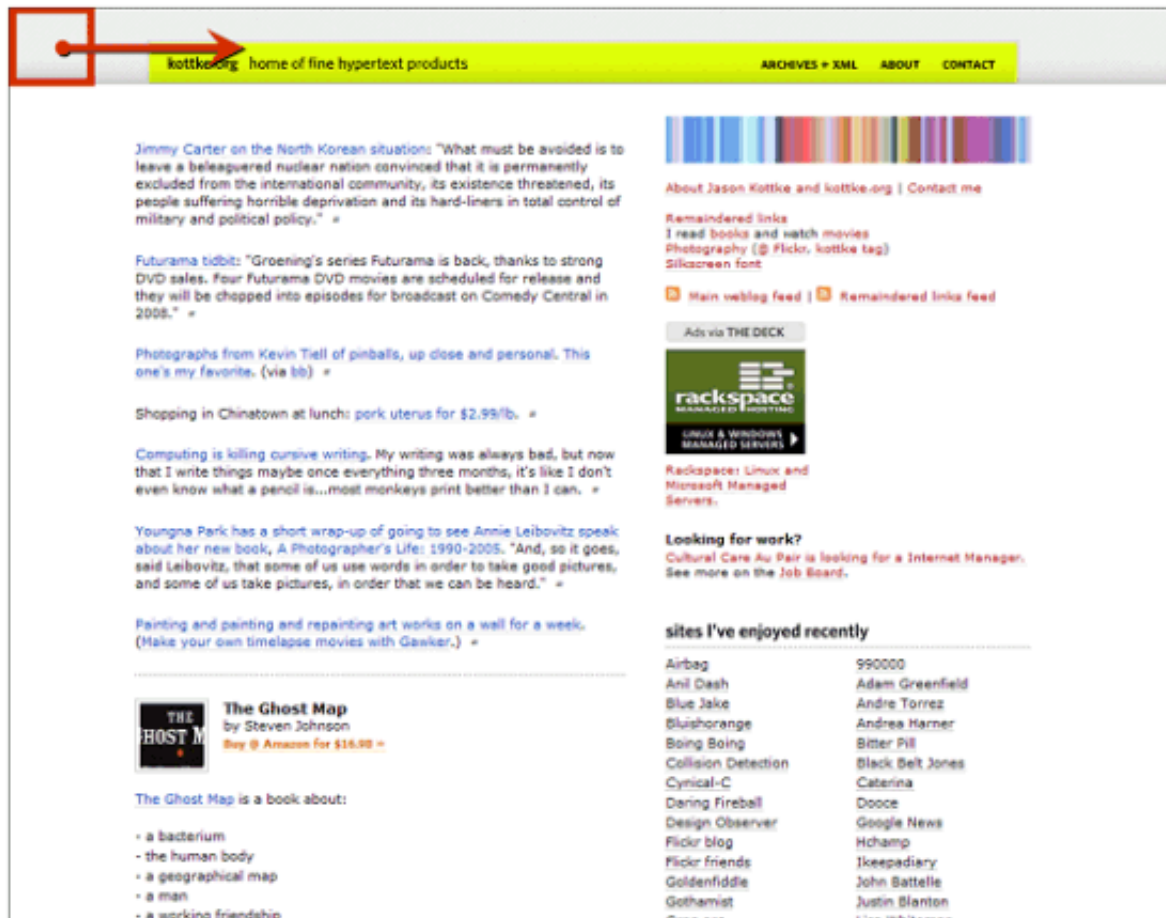 kottke.org home of fine hypertext products
ARCHIVES + XML ABOUT CONTACT
Jimmy Carter on the North Korean situation: "What must be avoided is to
leave a beleaguered nuclear nation convinced that it is permanently
excluded from the international community, its existence threatened, its
people suffering horrible deprivation and its hard-liners in total control of
military and political policy."
Futurama tidbit: "Groening's series Futurama is back, thanks to strong
DVD sales. Four Futurama DVD movies are scheduled for release and
they will be chopped into episodes for broadcast on Comedy Central in
2008."
Photographs from Kevin Tiell of pinballs, up close and personal. This
one's my favorite. (via bb)
Shopping in Chinatown at lunch: pork uterus for $2.99/lb.
Computing is killing cursive writing. My writing was always bad, but now
that I write things maybe once everything three months, it's like I don't
even know what a pencil is...most monkeys print better than I can.
Youngna Park has a short wrap-up of going to see Annie Leibovitz speak
about her new book, A Photographer's Life: 1990-2005. "And, so it goes,
said Leibovitz, that some of us use words in order to take good pictures,
and some of us take pictures, in order that we can be heard."
Painting and painting and repainting art works on a wall for a week.
(Make your own timelapse movies with Gawker.)
THE
GHOST M
The Ghost Map
by Steven Johnson
Buy @ Amazon for $16.98
The Ghost Map is a book about:
- a bacterium
- the human body
- a geographical map
- a man
- a working friendship
About Jason Kottke and kottke.org | Contact me
Remaindered links
I read books and watch movies
Photography (@ Flickr, kottke tag)
Silkscreen font
Main weblog feed | Remaindered links feed
Ads via THE DECK
rackspace
MANAGED HOSTING
LINUX & WINDOWS
MANAGED SERVERS
Rackspace: Linux and
Microsoft Managed
Servers.
Looking for work?
Cultural Care Au Pair is looking for a Internet Manager.
See more on the Job Board.
sites I've enjoyed recently
Airbag
Anil Dash
Blue Jake
Bluishorange
Boing Boing
Collision Detection
Cynical-C
Daring Fireball
Design Observer
Flickr blog
Flickr friends
Goldenfiddle
Gothamist
990000
Adam Greenfield
Andre Torrez
Andrea Harner
Bitter Pill
Black Belt Jones
Caterina
Dooce
Google News
Hchamp
Ikeepadiary
John Battelle
Justin Blanton